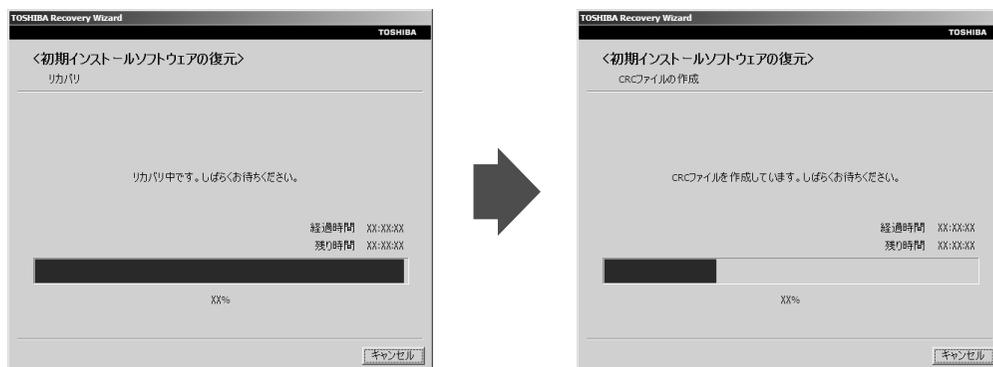 TOSHIBA Recovery Wizard
TOSHIBA
<初期インストールソフトウェアの復元>
リカバリ
リカバリ中です。しばらくお待ちください。
経過時間 XX:XX:XX
残り時間 XX:XX:XX
XX%
キャンセル
TOSHIBA Recovery Wizard
TOSHIBA
<初期インストールソフトウェアの復元>
CRCファイルの作成
CRCファイルを作成しています。しばらくお待ちください。
経過時間 XX:XX:XX
残り時間 XX:XX:XX
XX%
キャンセル